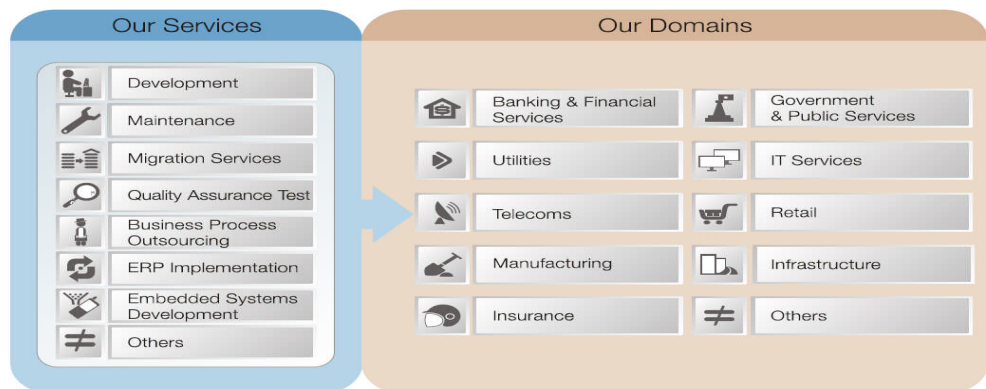 Our Services
Development
Maintenance
Migration Services
Quality Assurance Test
Business Process
Outsourcing
ERP Implementation
Embedded Systems
Development
Others
Our Domains
Banking & Financial
Services
Utilities
Telecoms
Manufacturing
Insurance
Government
& Public Services
IT Services
Retail
Infrastructure
Others